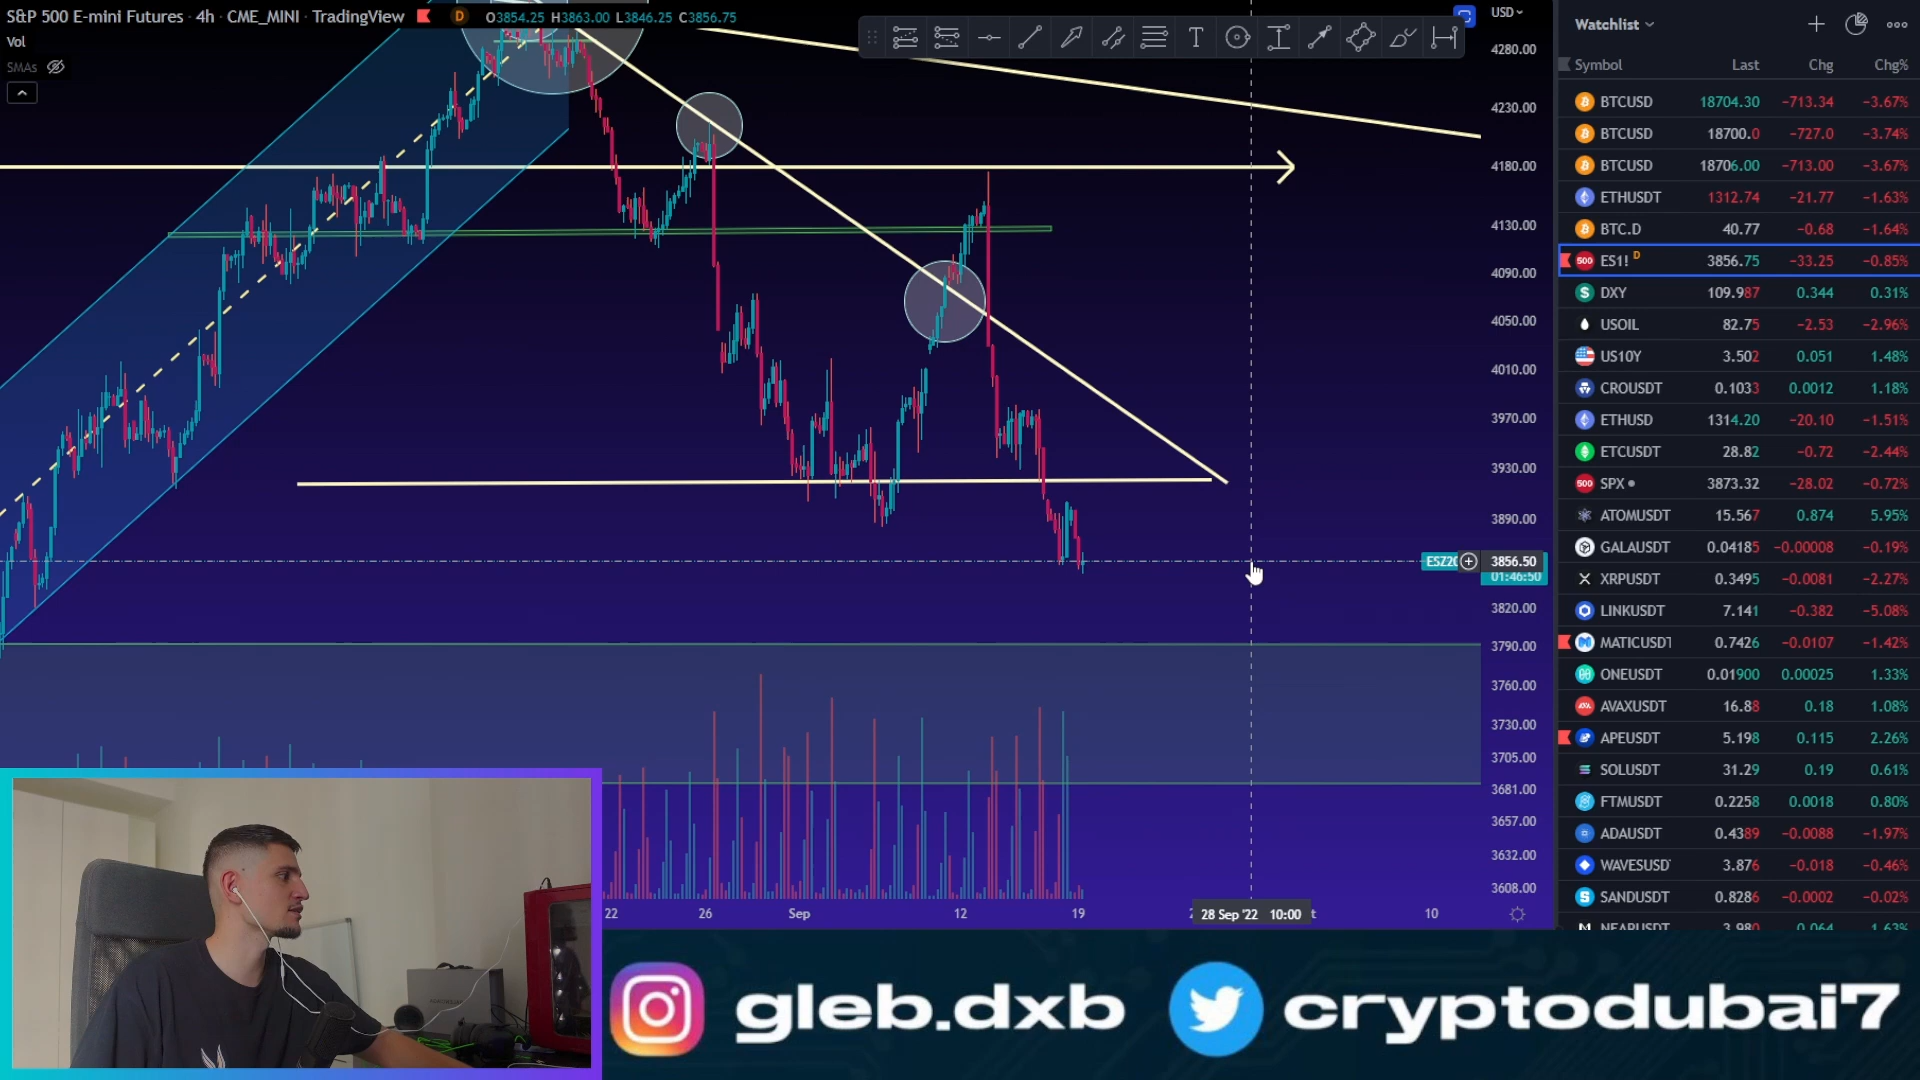 S&P 500 E-mini Futures · 4h · CME_MINI · TradingView D O3854.25 H3863.00 L3846.25 C3856.75
Vol
SMAs
USD
4280.00
4230.00
4180.00
4130.00
4090.00
4050.00
4010.00
3970.00
3930.00
3890.00
ESZ20 3856.50
01:46:50
3820.00
3790.00
3760.00
3730.00
3705.00
3681.00
3657.00
3632.00
3608.00
22 26 Sep 12 19 28 Sep '22 10:00 10
Watchlist
Symbol Last Chg Chg%
BTCUSD 18704.30 −713.34 −3.67%
BTCUSD 18700.0 −727.0 −3.74%
BTCUSD 18706.00 −713.00 −3.67%
ETHUSDT 1312.74 −21.77 −1.63%
BTC.D 40.77 −0.68 −1.64%
500 ES1! D 3856.75 −33.25 −0.85%
DXY 109.987 0.344 0.31%
USOIL 82.75 −2.53 −2.96%
US10Y 3.502 0.051 1.48%
CROUSDT 0.1033 0.0012 1.18%
ETHUSD 1314.20 −20.10 −1.51%
ETCUSDT 28.82 −0.72 −2.44%
500 SPX 3873.32 −28.02 −0.72%
ATOMUSDT 15.567 0.874 5.95%
GALAUSDT 0.04185 −0.00008 −0.19%
XRPUSDT 0.3495 −0.0081 −2.27%
LINKUSDT 7.141 −0.382 −5.08%
MATICUSDT 0.7426 −0.0107 −1.42%
ONEUSDT 0.01900 0.00025 1.33%
AVAXUSDT 16.88 0.18 1.08%
APEUSDT 5.198 0.115 2.26%
SOLUSDT 31.29 0.19 0.61%
FTMUSDT 0.2258 0.0018 0.80%
ADAUSDT 0.4389 −0.0088 −1.97%
WAVESUSD 3.876 −0.018 −0.46%
SANDUSDT 0.8286 −0.0002 −0.02%
NEARUSDT 3.980 0.064 1.63%
gleb.dxb cryptodubai7